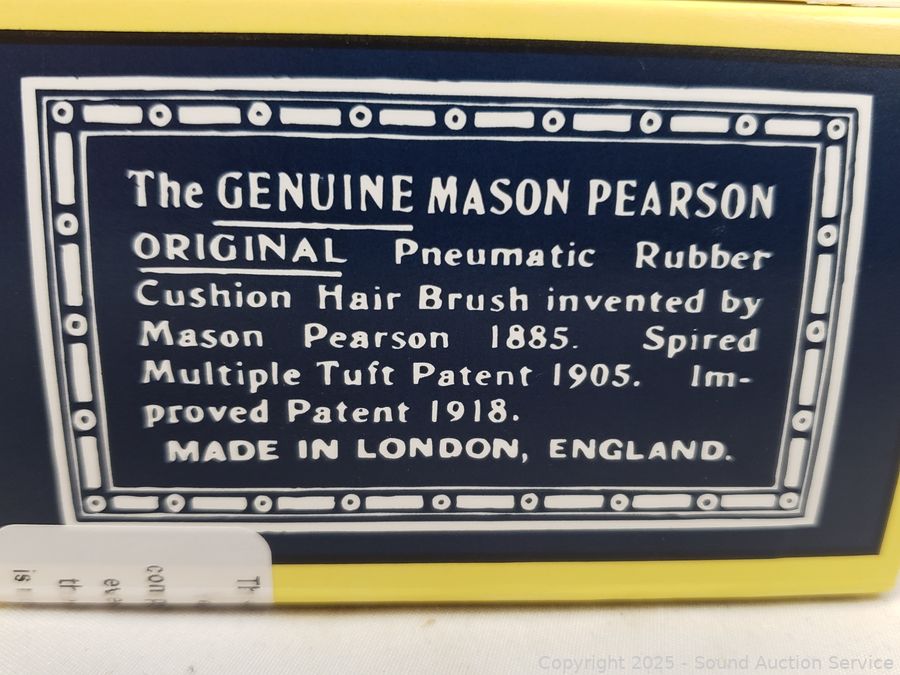 The GENUINE MASON PEARSON
ORIGINAL Pneumatic Rubber
Cushion Hair Brush invented by
Mason Pearson 1885. Spired
Multiple Tuft Patent 1905. Im-
proved Patent 1918.
MADE IN LONDON, ENGLAND.
is
Copyright 2025 - Sound Auction Service